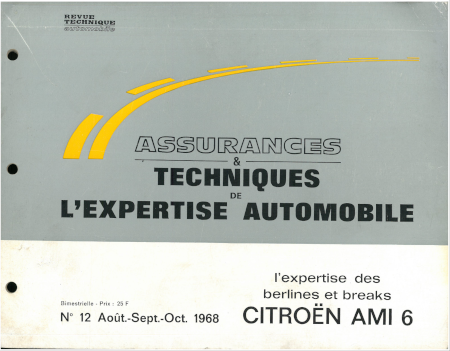 REVUE
TECHNIQUE
automobile
ASSURANCES
&
TECHNIQUES
DE
L'EXPERTISE AUTOMOBILE
l'expertise des
berlines et breaks
Bimestrielle - Prix : 25 F
N° 12 Août.-Sept.-Oct. 1968
CITROËN AMI 6